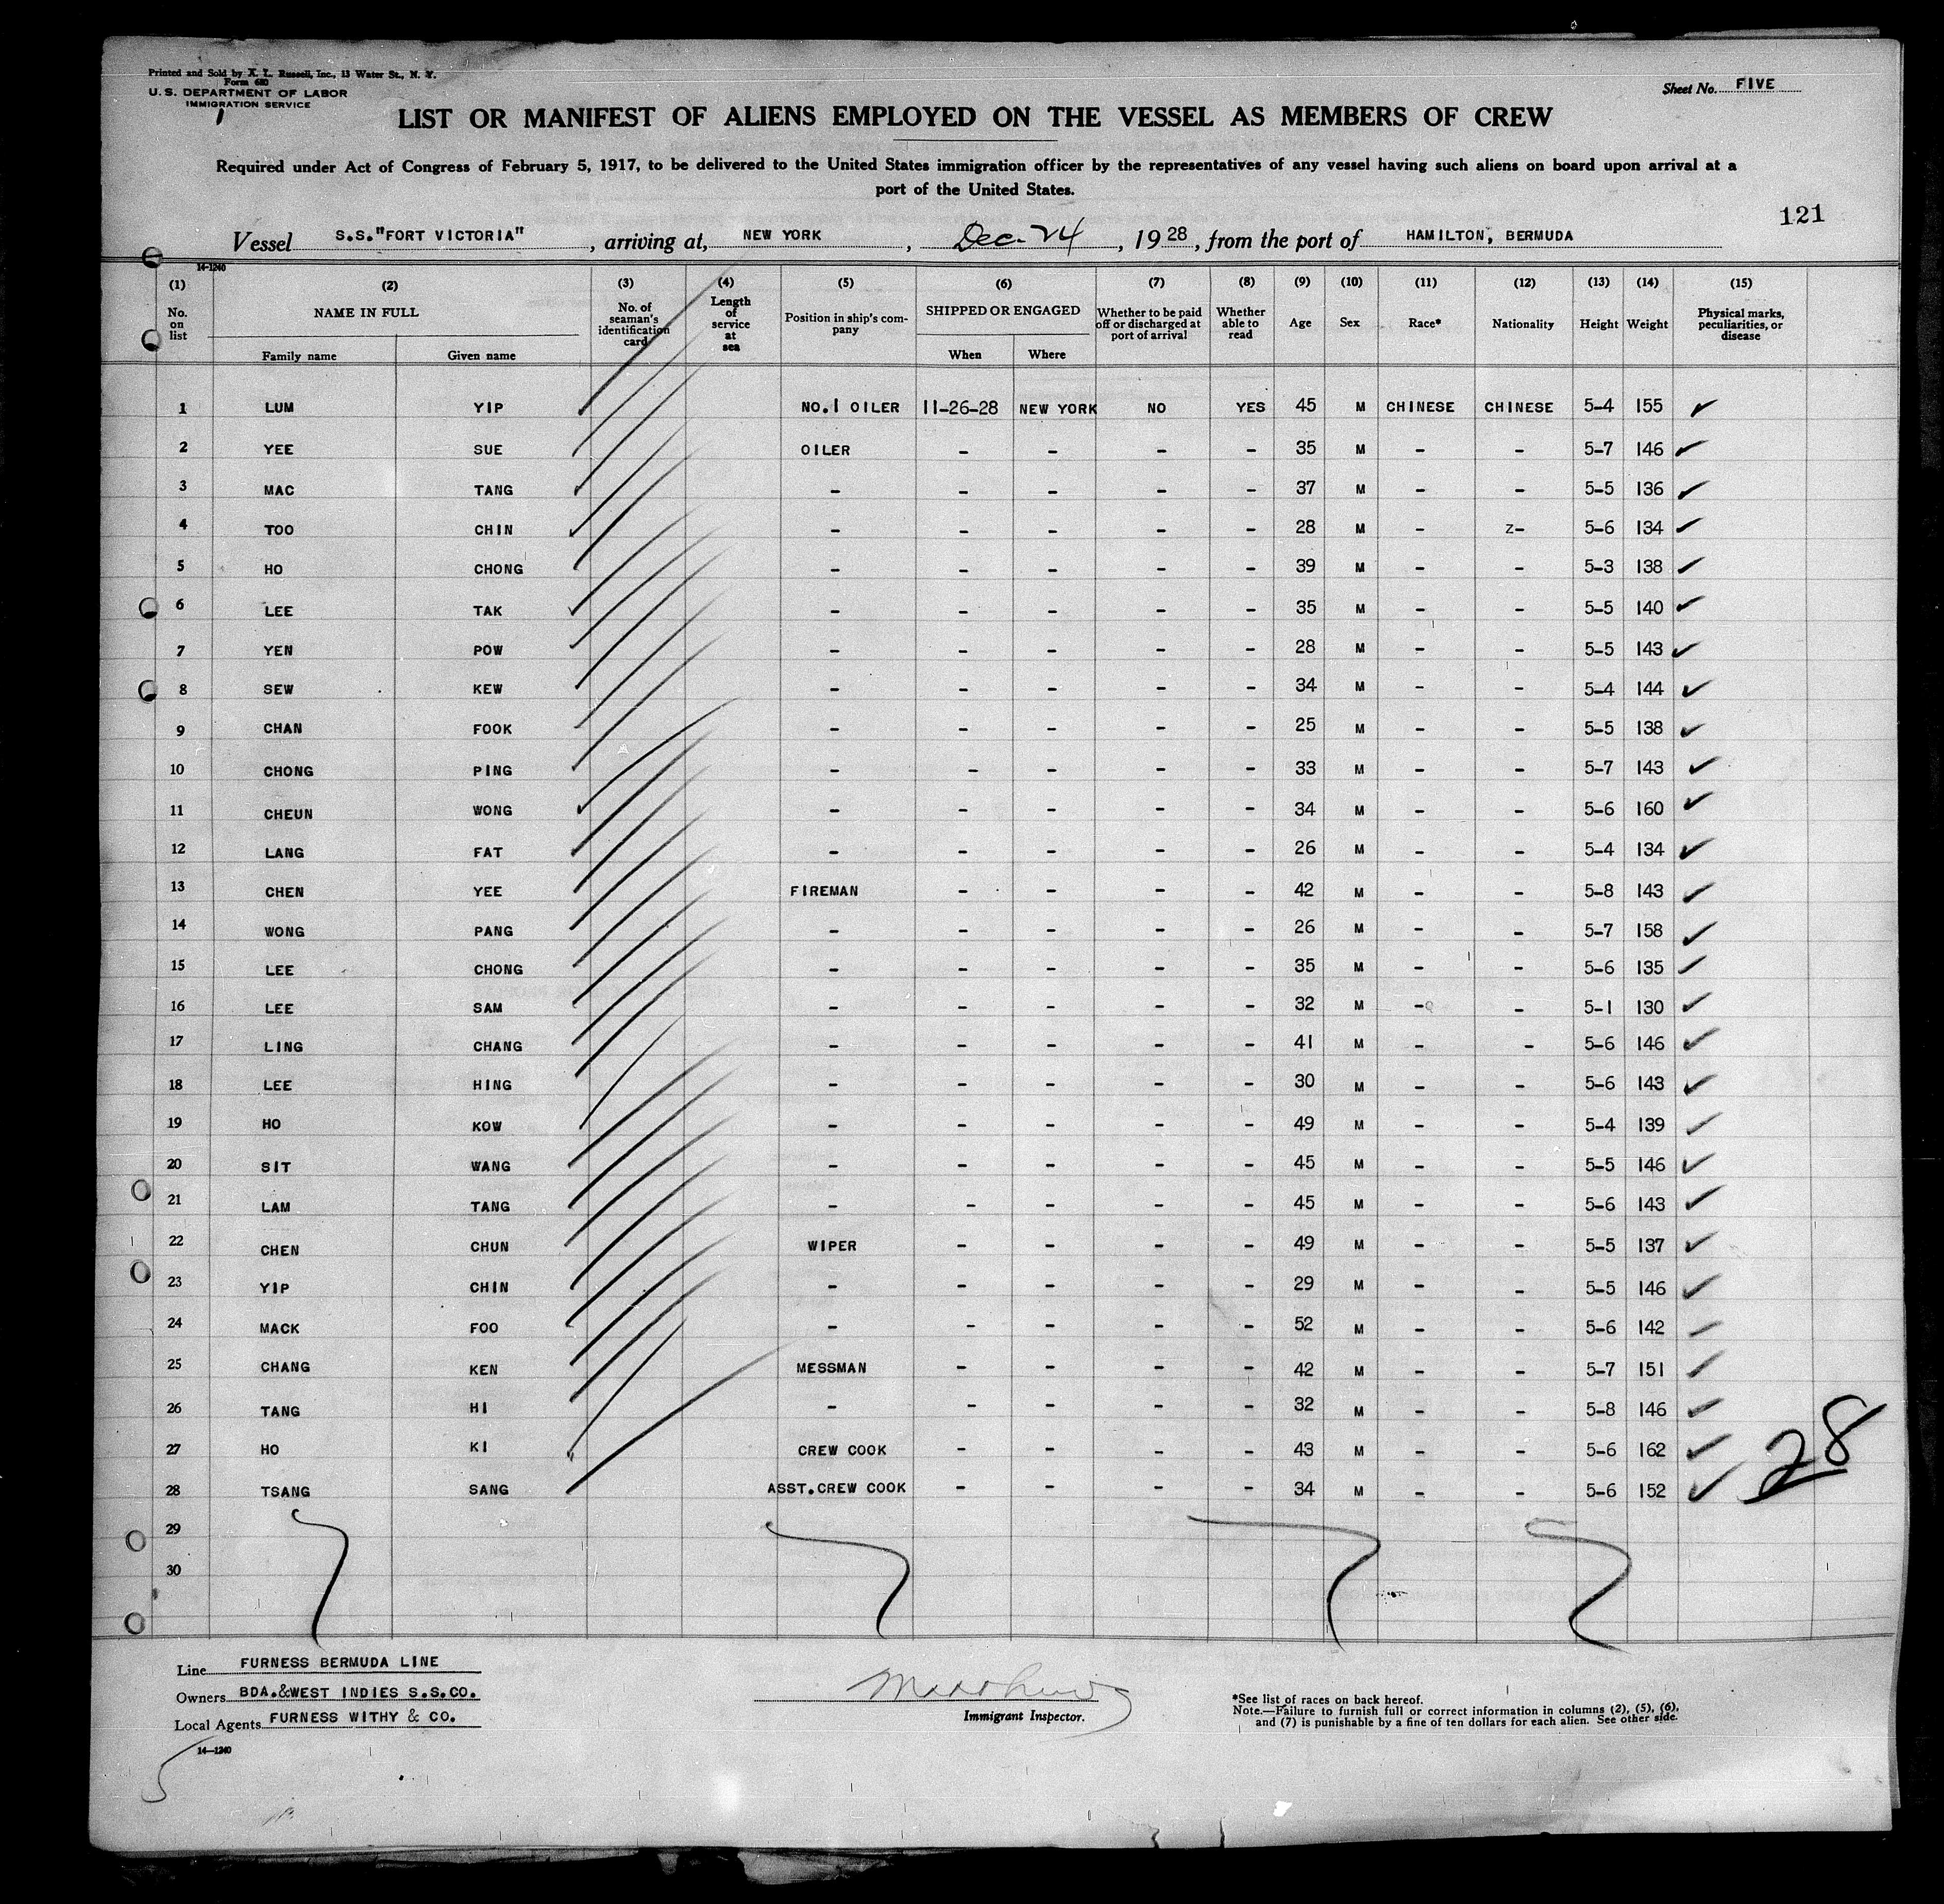 Printed and Sold by X. L. Russell, Inc., 13 Water St., N. Y.
Form 680
U. S. DEPARTMENT OF LABOR
IMMIGRATION SERVICE
Sheet No. FIVE
LIST OR MANIFEST OF ALIENS EMPLOYED ON THE VESSEL AS MEMBERS OF CREW
Required under Act of Congress of February 5, 1917, to be delivered to the United States immigration officer by the representatives of any vessel having such aliens on board upon arrival at a
port of the United States.
121
Vessel S.S."FORT VICTORIA", arriving at, NEW YORK, Dec. 24, 1928, from the port of HAMILTON, BERMUDA
14-1240
(1) (2) (3) (4) (5) (6) (7) (8) (9) (10) (11) (12) (13) (14) (15)
No. on list NAME IN FULL Family name Given name No. of seaman's identification card Length of service at sea Position in ship's company SHIPPED OR ENGAGED When Where Whether to be paid off or discharged at port of arrival Whether able to read Age Sex Race* Nationality Height Weight Physical marks, peculiarities, or disease
1 LUM YIP NO.1 OILER 11-26-28 NEW YORK NO YES 45 M CHINESE CHINESE 5-4 155 ✓
2 YEE SUE OILER - - - - 35 M - - 5-7 146 ✓
3 MAC TANG - - - - - 37 M - - 5-5 136 ✓
4 TOO CHIN - - - - - 28 M - z- 5-6 134 ✓
5 HO CHONG - - - - - 39 M - - 5-3 138 ✓
6 LEE TAK - - - - - 35 M - - 5-5 140 ✓
7 YEN POW - - - - - 28 M - - 5-5 143 ✓
8 SEW KEW - - - - - 34 M - - 5-4 144 ✓
9 CHAN FOOK - - - - - 25 M - - 5-5 138 ✓
10 CHONG PING - - - - - 33 M - - 5-7 143 ✓
11 CHEUN WONG - - - - - 34 M - - 5-6 160 ✓
12 LANG FAT - - - - - 26 M - - 5-4 134 ✓
13 CHEN YEE FIREMAN - - - - 42 M - - 5-8 143 ✓
14 WONG PANG - - - - - 26 M - - 5-7 158 ✓
15 LEE CHONG - - - - - 35 M - - 5-6 135 ✓
16 LEE SAM - - - - - 32 M - - 5-1 130 ✓
17 LING CHANG - - - - - 41 M - - 5-6 146 ✓
18 LEE HING - - - - - 30 M - - 5-6 143 ✓
19 HO KOW - - - - - 49 M - - 5-4 139 ✓
20 SIT WANG - - - - - 45 M - - 5-5 146 ✓
21 LAM TANG - - - - - 45 M - - 5-6 143 ✓
22 CHEN CHUN WIPER - - - - 49 M - - 5-5 137 ✓
23 YIP CHIN - - - - - 29 M - - 5-5 146 ✓
24 MACK FOO - - - - - 52 M - - 5-6 142 ✓
25 CHANG KEN MESSMAN - - - - 42 M - - 5-7 151 ✓
26 TANG HI - - - - - 32 M - - 5-8 146 ✓
27 HO KI CREW COOK - - - - 43 M - - 5-6 162 ✓
28 TSANG SANG ASST.CREW COOK - - - - 34 M - - 5-6 152 ✓
28
29
30
Line FURNESS BERMUDA LINE
Owners BDA.&WEST INDIES S.S.CO.
Local Agents FURNESS WITHY & CO.
14-1240
5
Immigrant Inspector.
*See list of races on back hereof.
Note.—Failure to furnish full or correct information in columns (2), (5), (6),
and (7) is punishable by a fine of ten dollars for each alien. See other side.